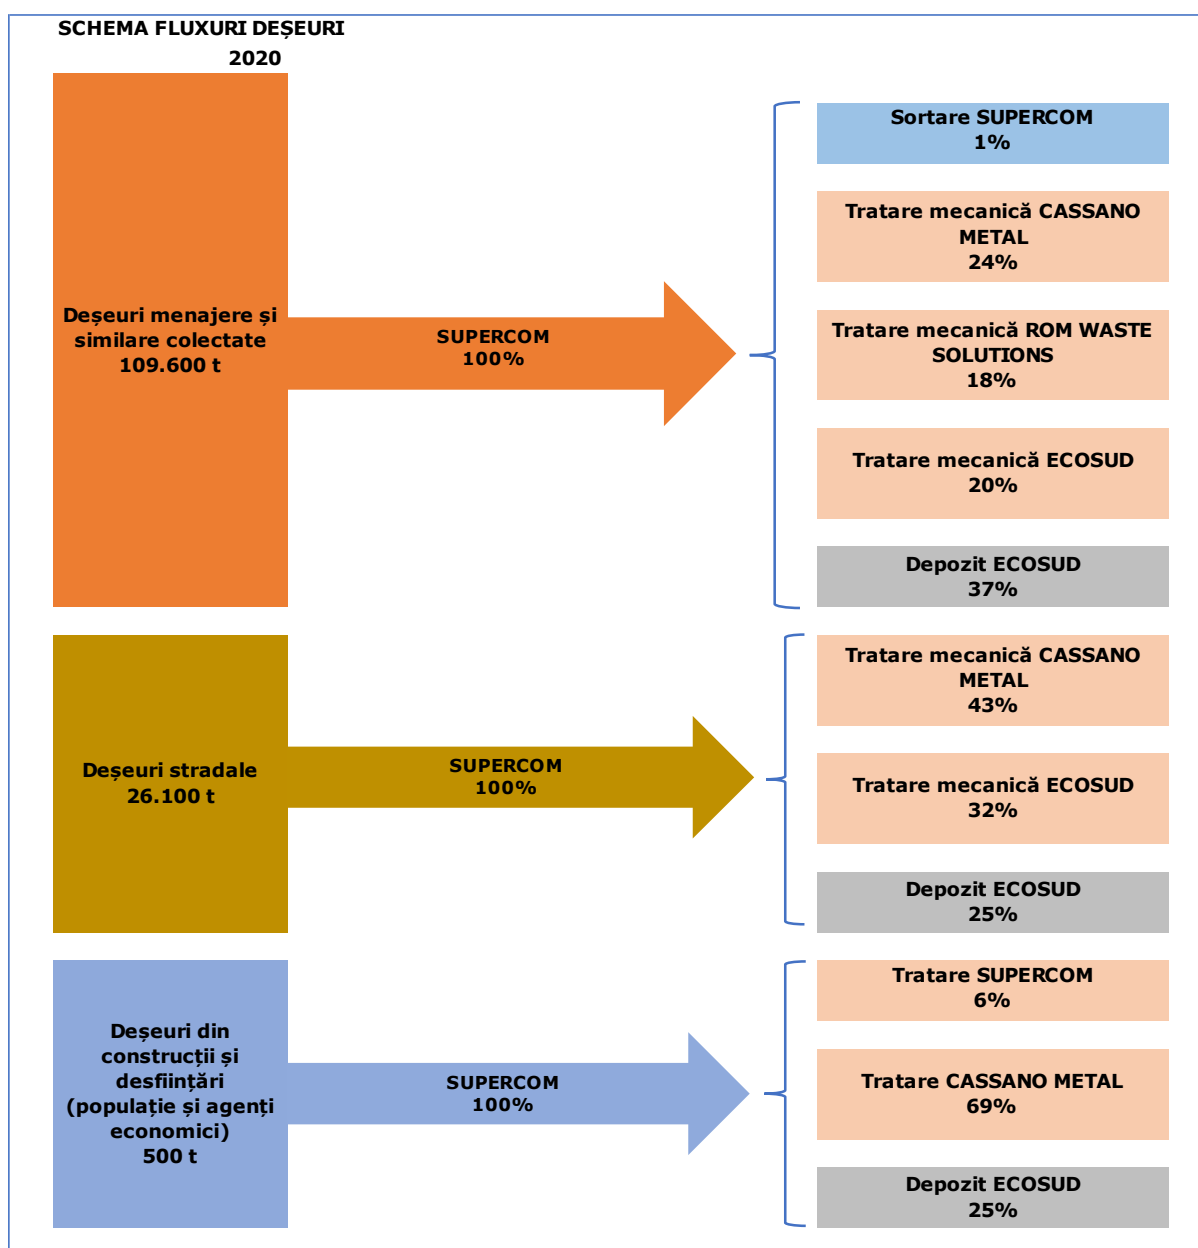 SCHEMA FLUXURI DEȘEURI
2020
Deșeuri menajere și
similare colectate
109.600 t
SUPERCOM
100%
Sortare SUPERCOM
1%
Tratare mecanică CASSANO
METAL
24%
Tratare mecanică ROM WASTE
SOLUTIONS
18%
Tratare mecanică ECOSUD
20%
Depozit ECOSUD
37%
Deșeuri stradale
26.100 t
SUPERCOM
100%
Tratare mecanică CASSANO
METAL
43%
Tratare mecanică ECOSUD
32%
Depozit ECOSUD
25%
Deșeuri din
construcții și
desființări
(populație și agenți
economici)
500 t
SUPERCOM
100%
Tratare SUPERCOM
6%
Tratare CASSANO METAL
69%
Depozit ECOSUD
25%